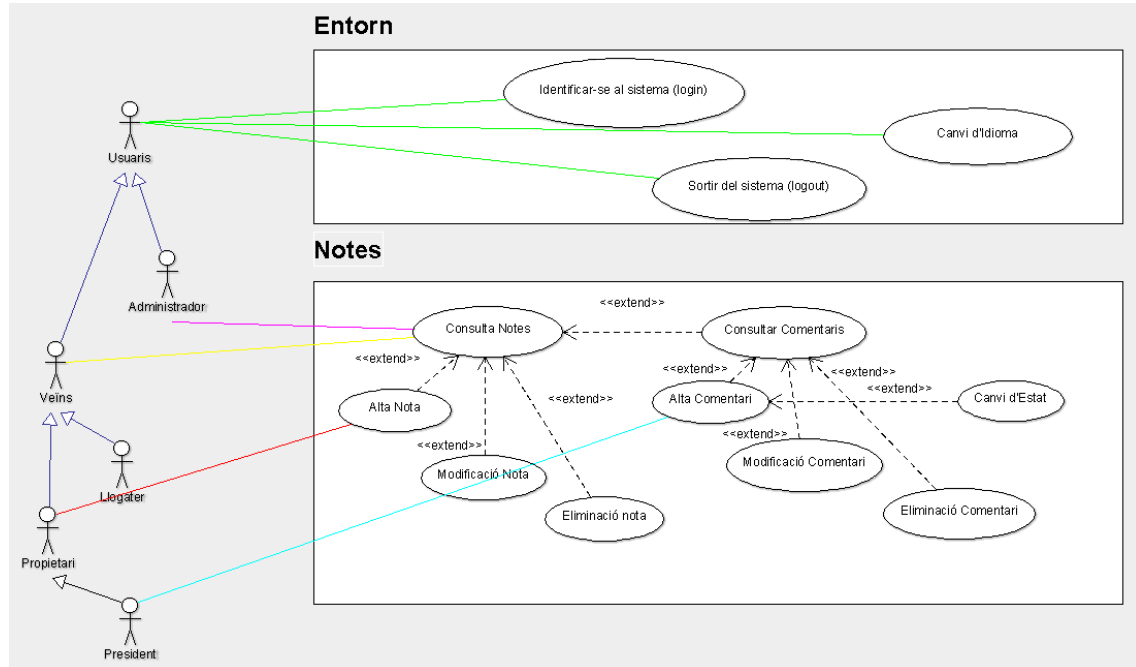 Entorn
Identificar-se al sistema (login)
Canvi d'Idioma
Usuaris
Sortir del sistema (logout)
Notes
Administrador
<<extend>>
Consulta Notes
Consultar Comentaris
<<extend>>
<<extend>>
<<extend>>
<<extend>>
Veïns
Alta Nota
<<extend>>
Alta Comentari
Canvi d'Estat
<<extend>>
<<extend>>
Modificació Nota
Modificació Comentari
Llogater
Eliminació nota
Eliminació Comentari
Propietari
President